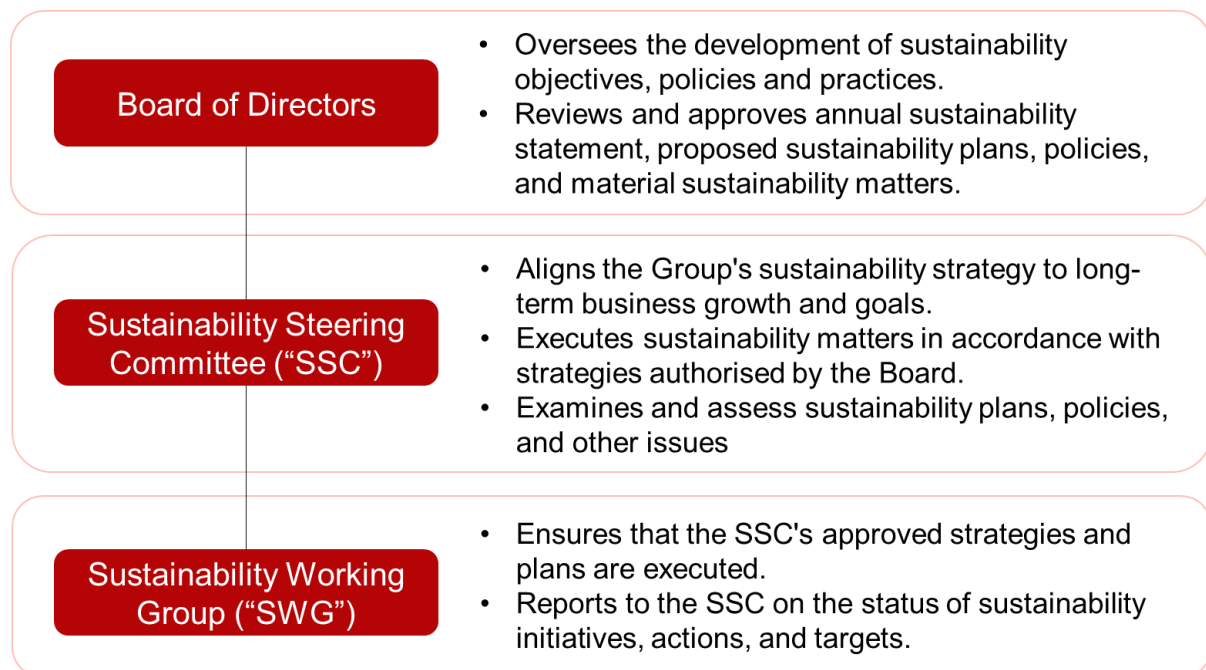 Board of Directors
• Oversees the development of sustainability
objectives, policies and practices.
• Reviews and approves annual sustainability
statement, proposed sustainability plans, policies,
and material sustainability matters.
Sustainability Steering
Committee (“SSC”)
• Aligns the Group's sustainability strategy to long-
term business growth and goals.
• Executes sustainability matters in accordance with
strategies authorised by the Board.
• Examines and assess sustainability plans, policies,
and other issues
Sustainability Working
Group (“SWG”)
• Ensures that the SSC's approved strategies and
plans are executed.
• Reports to the SSC on the status of sustainability
initiatives, actions, and targets.